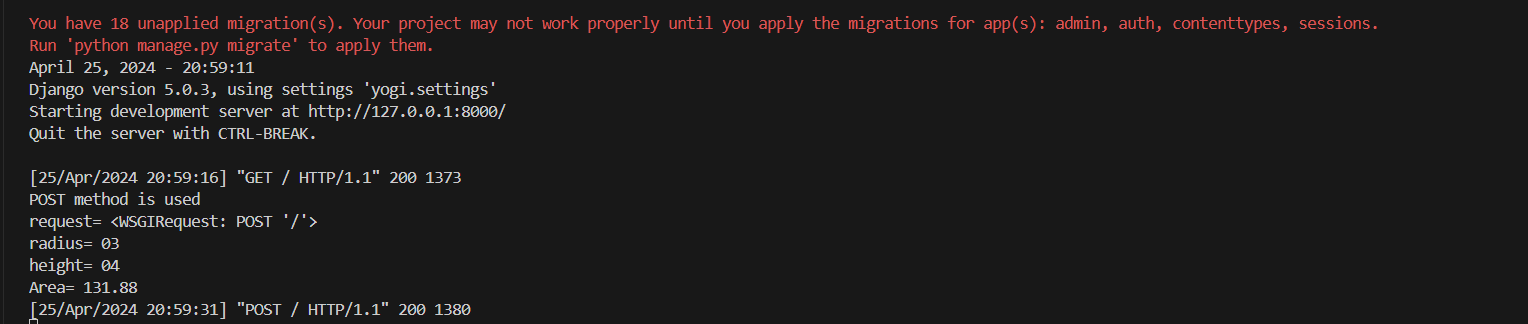 You have 18 unapplied migration(s). Your project may not work properly until you apply the migrations for app(s): admin, auth, contenttypes, sessions.
Run 'python manage.py migrate' to apply them.
April 25, 2024 - 20:59:11
Django version 5.0.3, using settings 'yogi.settings'
Starting development server at http://127.0.0.1:8000/
Quit the server with CTRL-BREAK.
[25/Apr/2024 20:59:16] "GET / HTTP/1.1" 200 1373
POST method is used
request= <WSGIRequest: POST '/'>
radius= 03
height= 04
Area= 131.88
[25/Apr/2024 20:59:31] "POST / HTTP/1.1" 200 1380